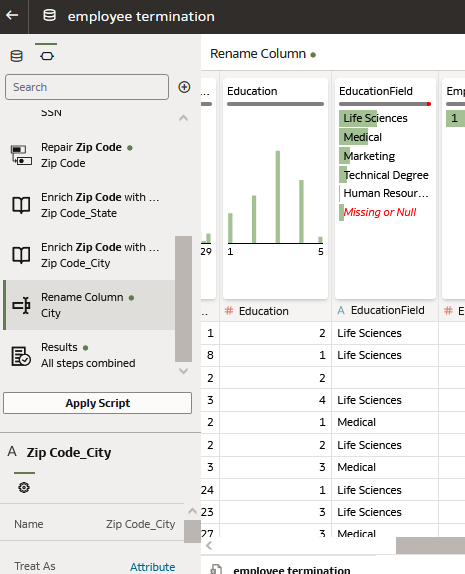 employee termination
Search
SSN
Repair Zip Code
Zip Code
Enrich Zip Code with ...
Zip Code_State
Enrich Zip Code with ...
Zip Code_City
Rename Column
City
Results
All steps combined
Apply Script
A Zip Code_City
Name Zip Code_City
Treat As Attribute
Rename Column
... Education EducationField Emp
Life Sciences 1
Medical
Marketing
Technical Degree
Human Resour...
Missing or Null
29 1 5
... # Education A EducationField # E
1 2 Life Sciences
8 1 Life Sciences
2 2
3 4 Life Sciences
2 1 Medical
2 2 Life Sciences
3 3 Medical
24 1 Life Sciences
23 3 Life Sciences
27 3 Medical
employee termination